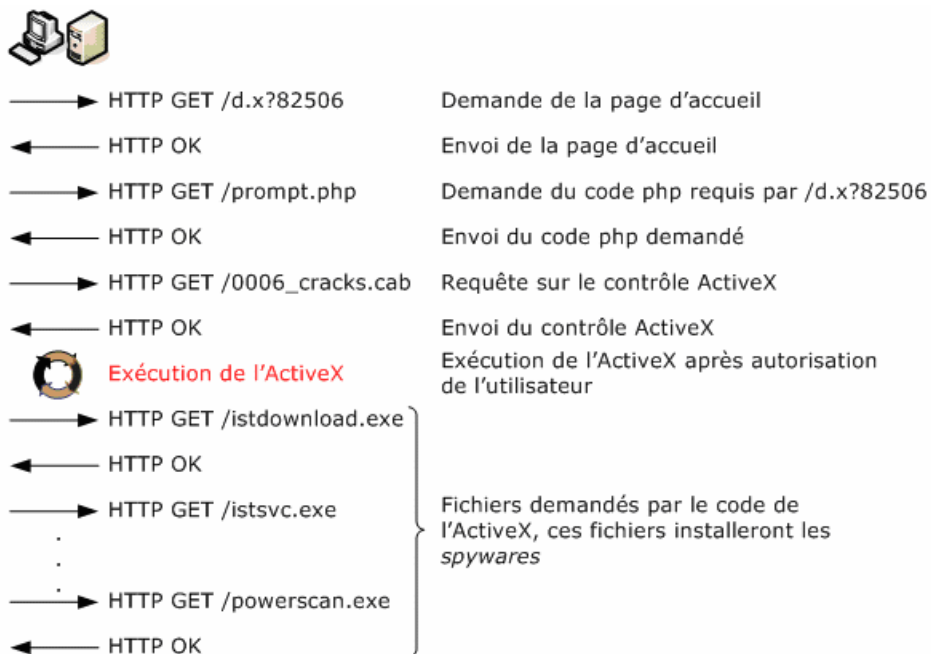 HTTP GET /d.x?82506 Demande de la page d'accueil
HTTP OK Envoi de la page d'accueil
HTTP GET /prompt.php Demande du code php requis par /d.x?82506
HTTP OK Envoi du code php demandé
HTTP GET /0006_cracks.cab Requête sur le contrôle ActiveX
HTTP OK Envoi du contrôle ActiveX
Exécution de l'ActiveX
Exécution de l'ActiveX après autorisation
de l'utilisateur
HTTP GET /istdownload.exe
HTTP OK
HTTP GET /istsvc.exe
Fichiers demandés par le code de
l'ActiveX, ces fichiers installeront les
spywares
.
.
.
HTTP GET /powerscan.exe
HTTP OK